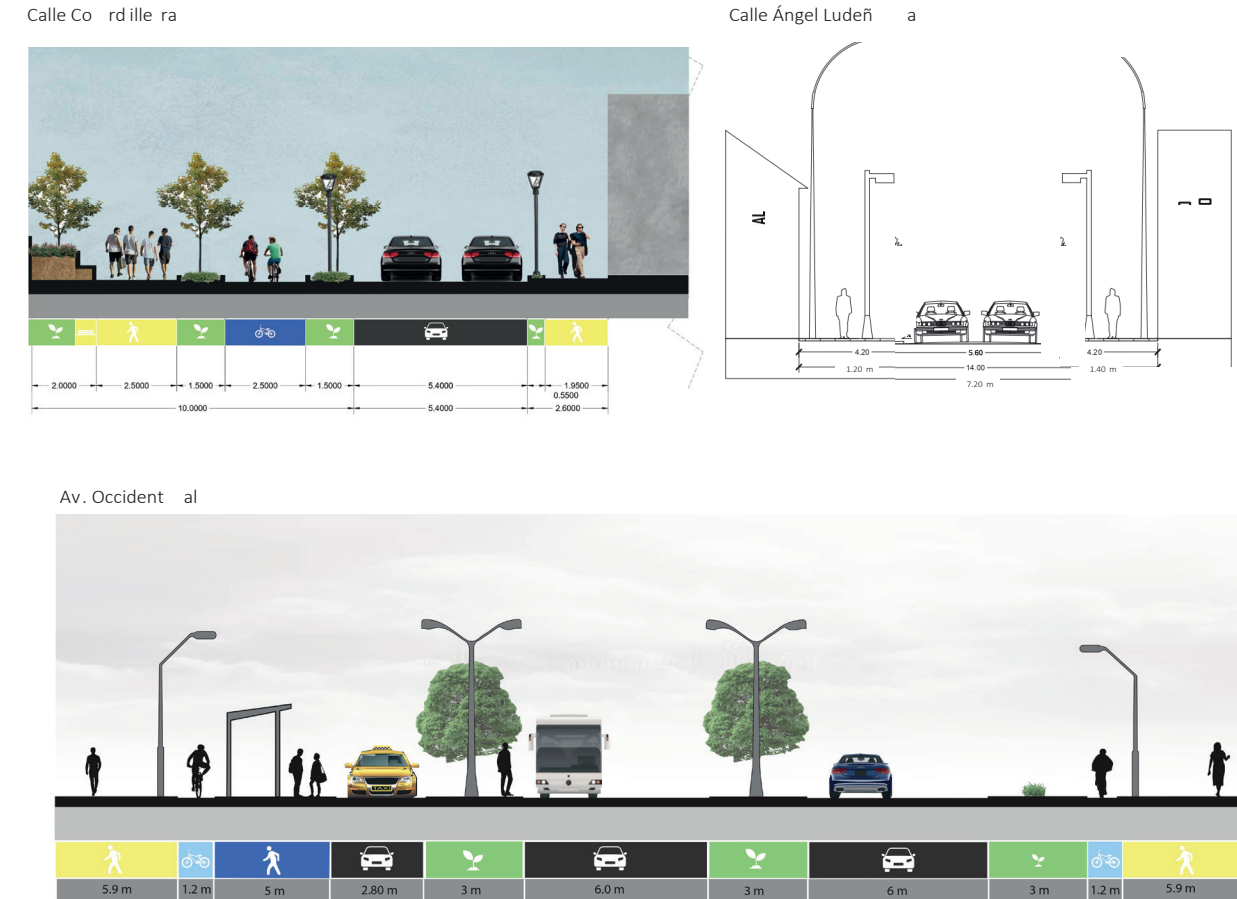 Calle Co rd ille ra
Calle Ángel Ludeñ a
AL
2.0000 2.5000 1.5000 2.5000 1.5000 5.4000 1.9500
0.5500
10.0000 5.4000 2.6000
4.20 5.60 4.20
1.20 m 14.00 1.40 m
7.20 m
Av. Occident al
TAXI
5.9 m 1.2 m 5 m 2.80 m 3 m 6.0 m 3 m 6 m 3 m 1.2 m 5.9 m